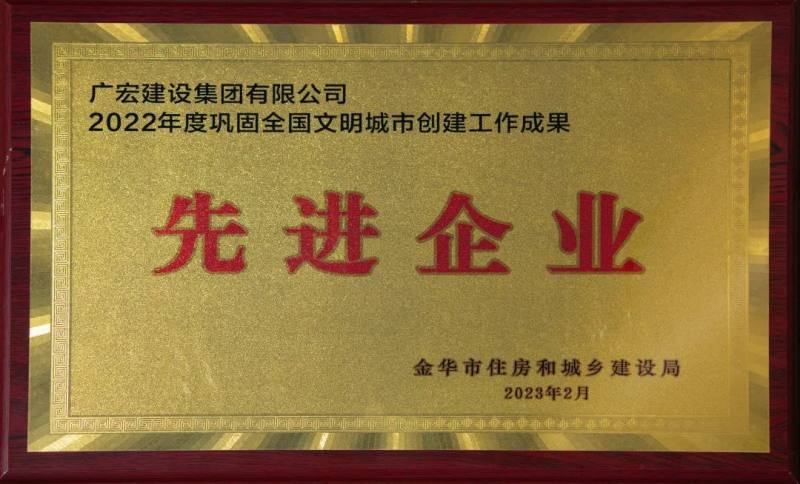 广宏建设集团有限公司
2022年度巩固全国文明城市创建工作成果
先进企业
金华市住房和城乡建设局
2023年2月